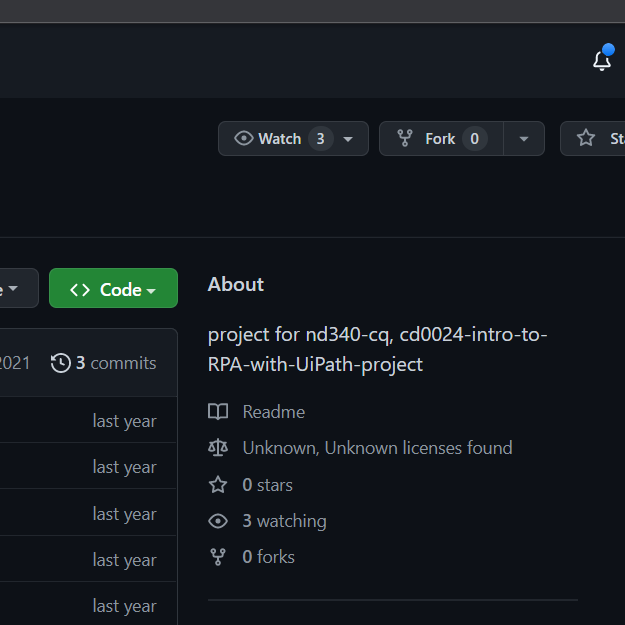 Watch 3
Fork 0
St
e
Code
About
project for nd340-cq, cd0024-intro-to-
RPA-with-UiPath-project
2021
3 commits
Readme
last year
Unknown, Unknown licenses found
last year
0 stars
last year
3 watching
last year
0 forks
last year